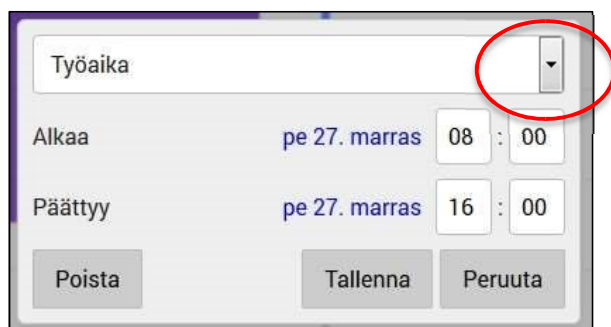 Työaika
Alkaa pe 27. marras 08 : 00
Päättyy pe 27. marras 16 : 00
Poista Tallenna Peruuta